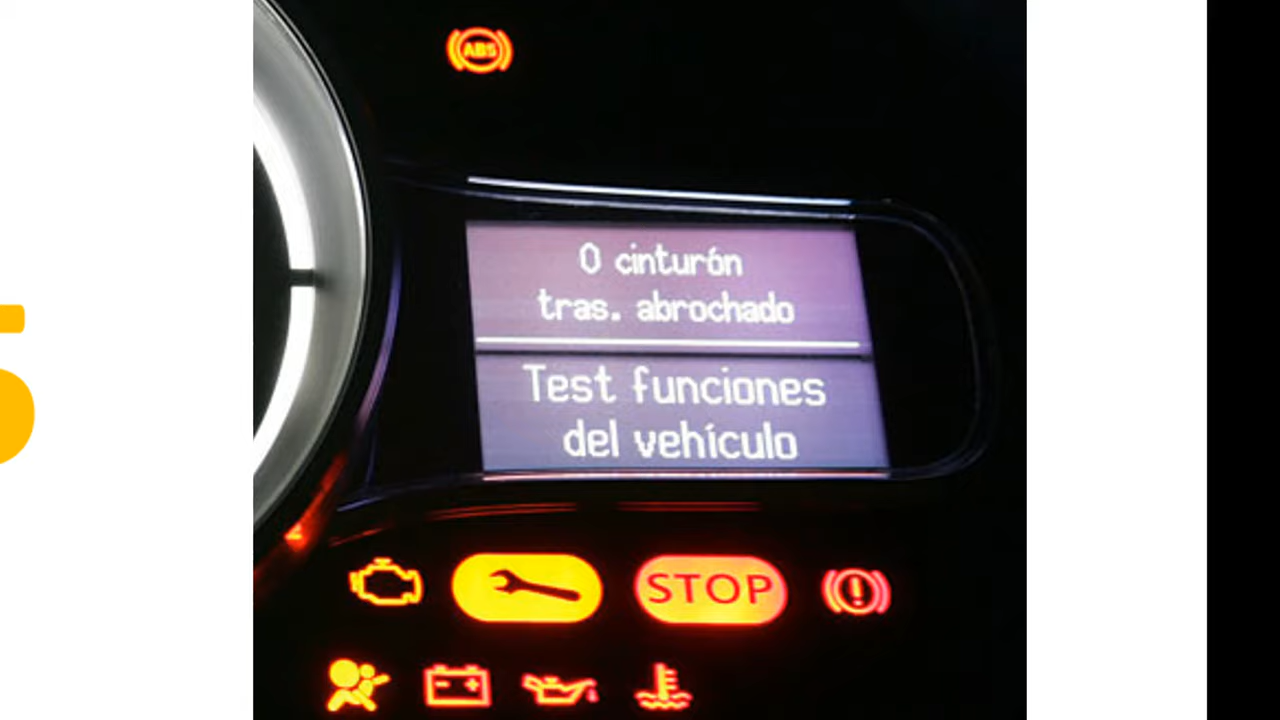 ABS
0 cinturón
tras. abrochado
Test funciones
del vehículo
STOP